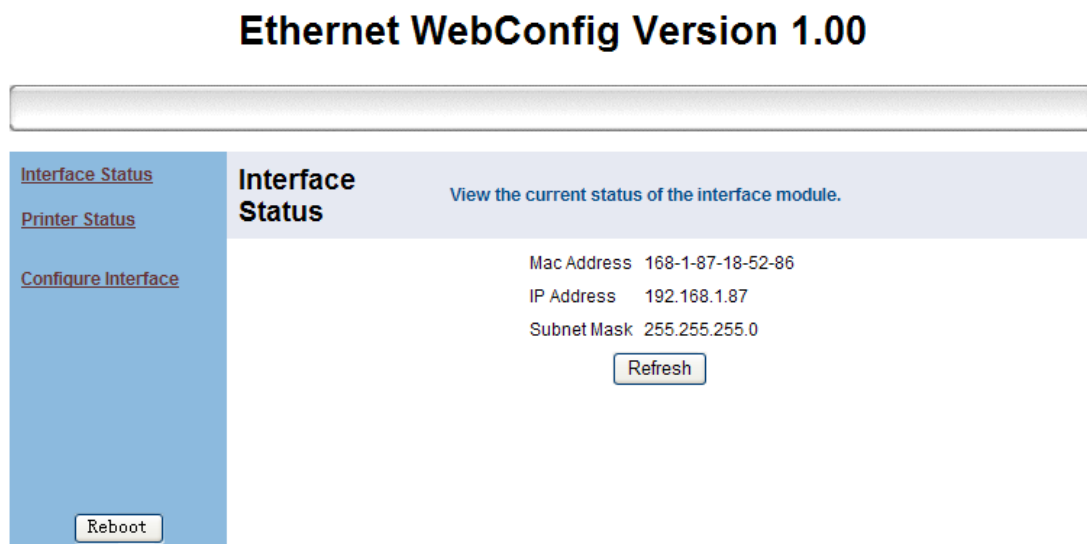 Ethernet WebConfig Version 1.00
Interface Status
Printer Status
Configure Interface
Reboot
Interface
Status
View the current status of the interface module.
Mac Address 168-1-87-18-52-86
IP Address 192.168.1.87
Subnet Mask 255.255.255.0
Refresh